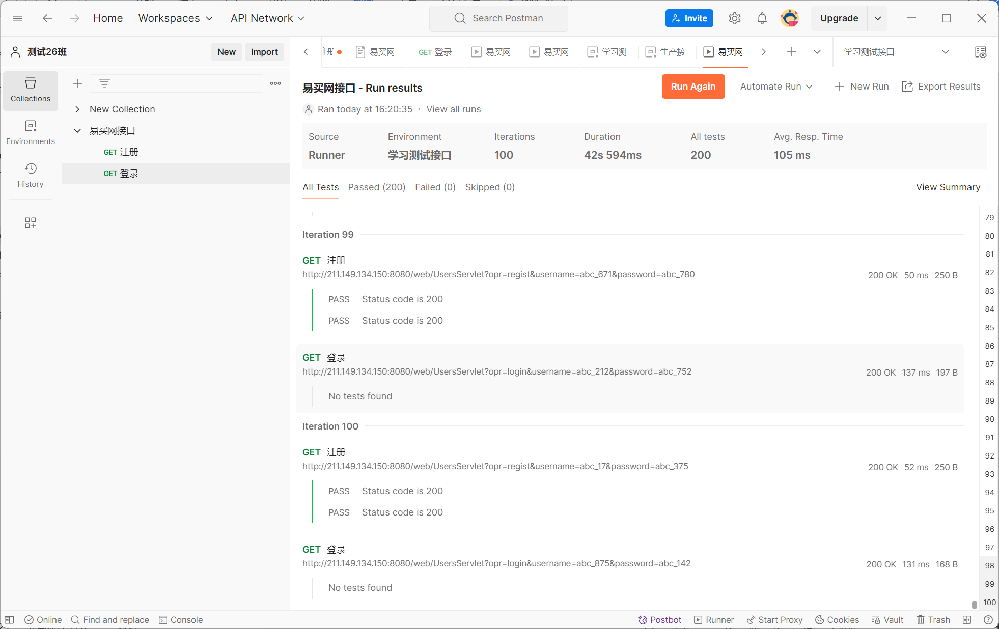 Home
Workspaces
API Network
Search Postman
Invite
Upgrade
测试26班
New
Import
注册
易买网
GET 登录
易买网
易买网
学习测
生产接
易买网
学习测试接口
Collections
Environments
History
New Collection
易买网接口
GET 注册
GET 登录
易买网接口 - Run results
Run Again
Automate Run
New Run
Export Results
Ran today at 16:20:35 · View all runs
Source
Environment
Iterations
Duration
All tests
Avg. Resp. Time
Runner
学习测试接口
100
42s 594ms
200
105 ms
All Tests
Passed (200)
Failed (0)
Skipped (0)
View Summary
Iteration 99
GET 注册
http://211.149.134.150:8080/web/UsersServlet?opr=regist&username=abc_671&password=abc_780
200 OK 50 ms 250 B
PASS Status code is 200
PASS Status code is 200
GET 登录
http://211.149.134.150:8080/web/UsersServlet?opr=login&username=abc_212&password=abc_752
200 OK 137 ms 197 B
No tests found
Iteration 100
GET 注册
http://211.149.134.150:8080/web/UsersServlet?opr=regist&username=abc_17&password=abc_375
200 OK 52 ms 250 B
PASS Status code is 200
PASS Status code is 200
GET 登录
http://211.149.134.150:8080/web/UsersServlet?opr=login&username=abc_875&password=abc_142
200 OK 131 ms 168 B
No tests found
79
80
81
82
83
84
85
86
87
88
89
90
91
92
93
94
95
96
97
98
99
100
Online
Find and replace
Console
Postbot
Runner
Start Proxy
Cookies
Vault
Trash